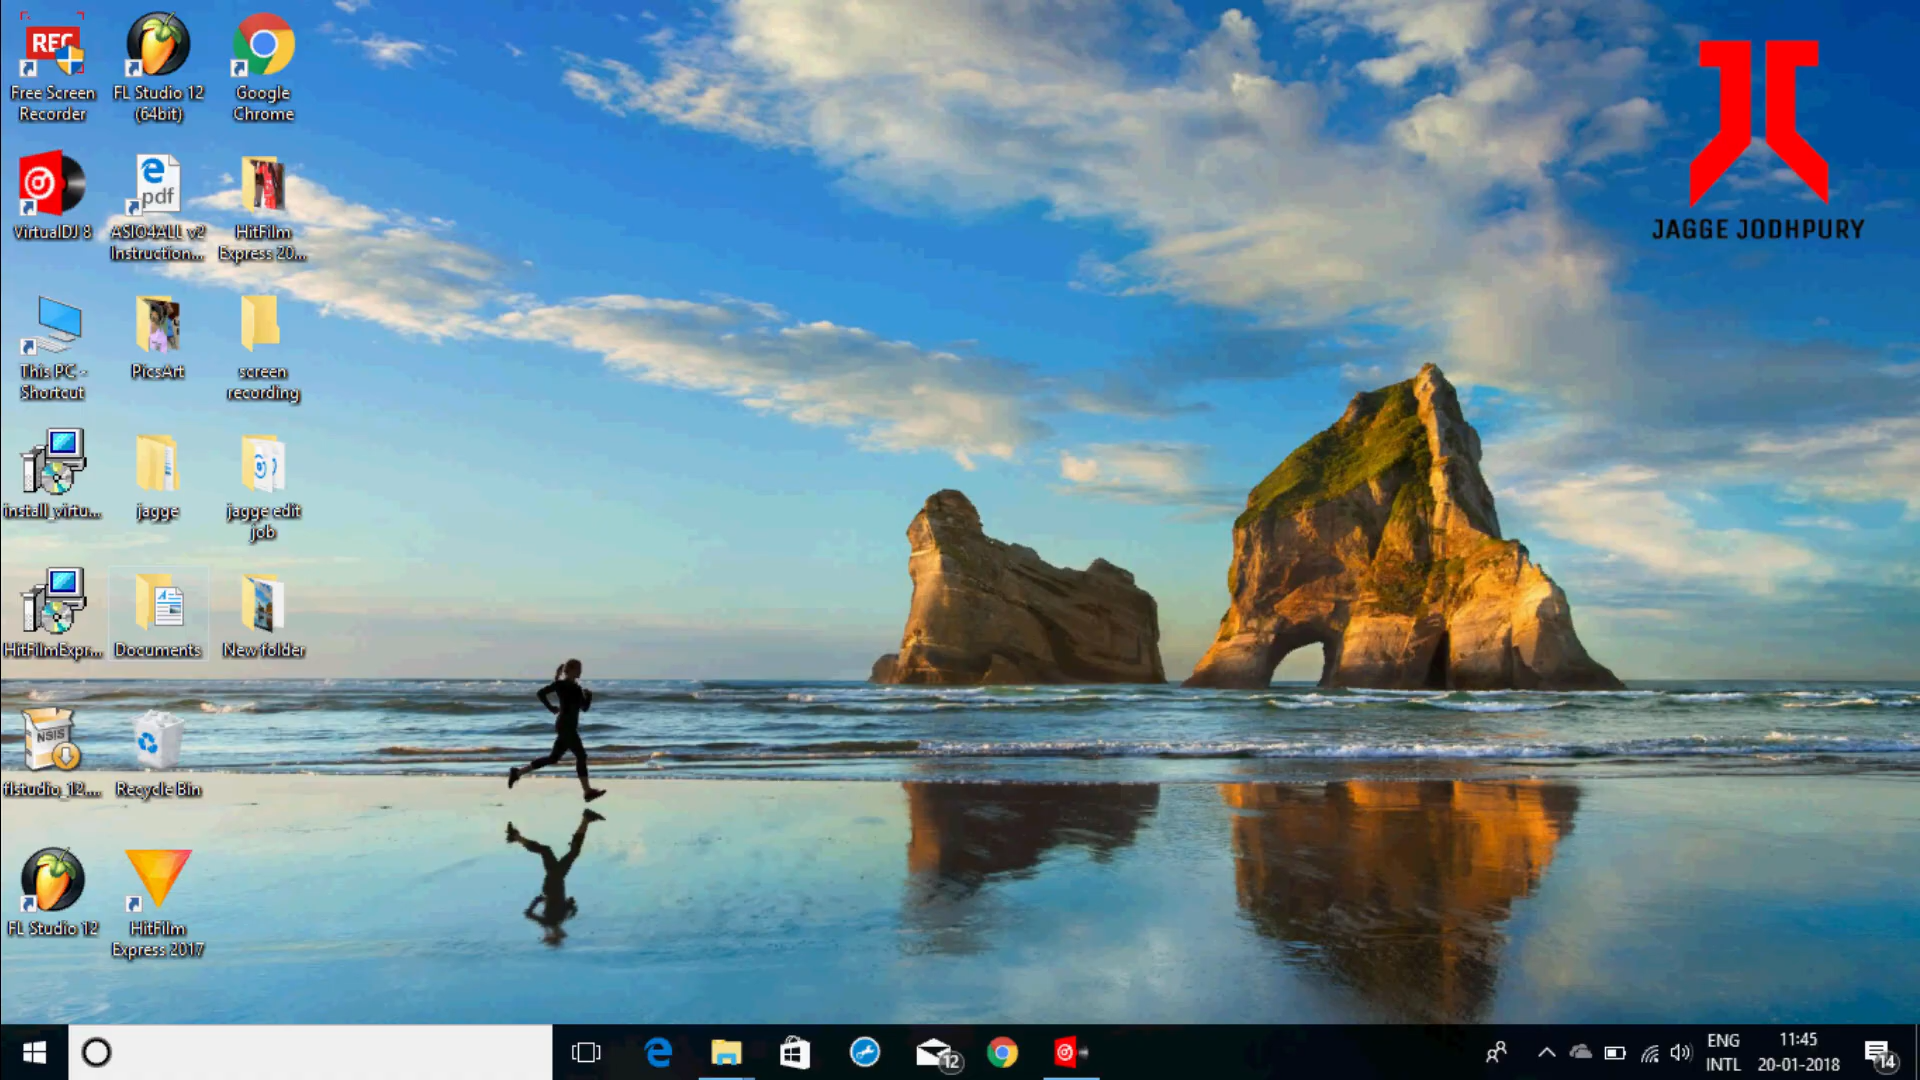 REC
Free Screen
Recorder
FL Studio 12
(64bit)
Google
Chrome
VirtualDJ 8
pdf
ASIO4ALL v2
Instruction...
HitFilm
Express 20...
This PC -
Shortcut
PicsArt
screen
recording
install_virtu...
jagge
jagge edit
job
HitFilmExpr...
Documents
New folder
NSIS
flstudio_12....
Recycle Bin
FL Studio 12
HitFilm
Express 2017
JAGGE JODHPURY
12
ENG
INTL
11:45
20-01-2018
14